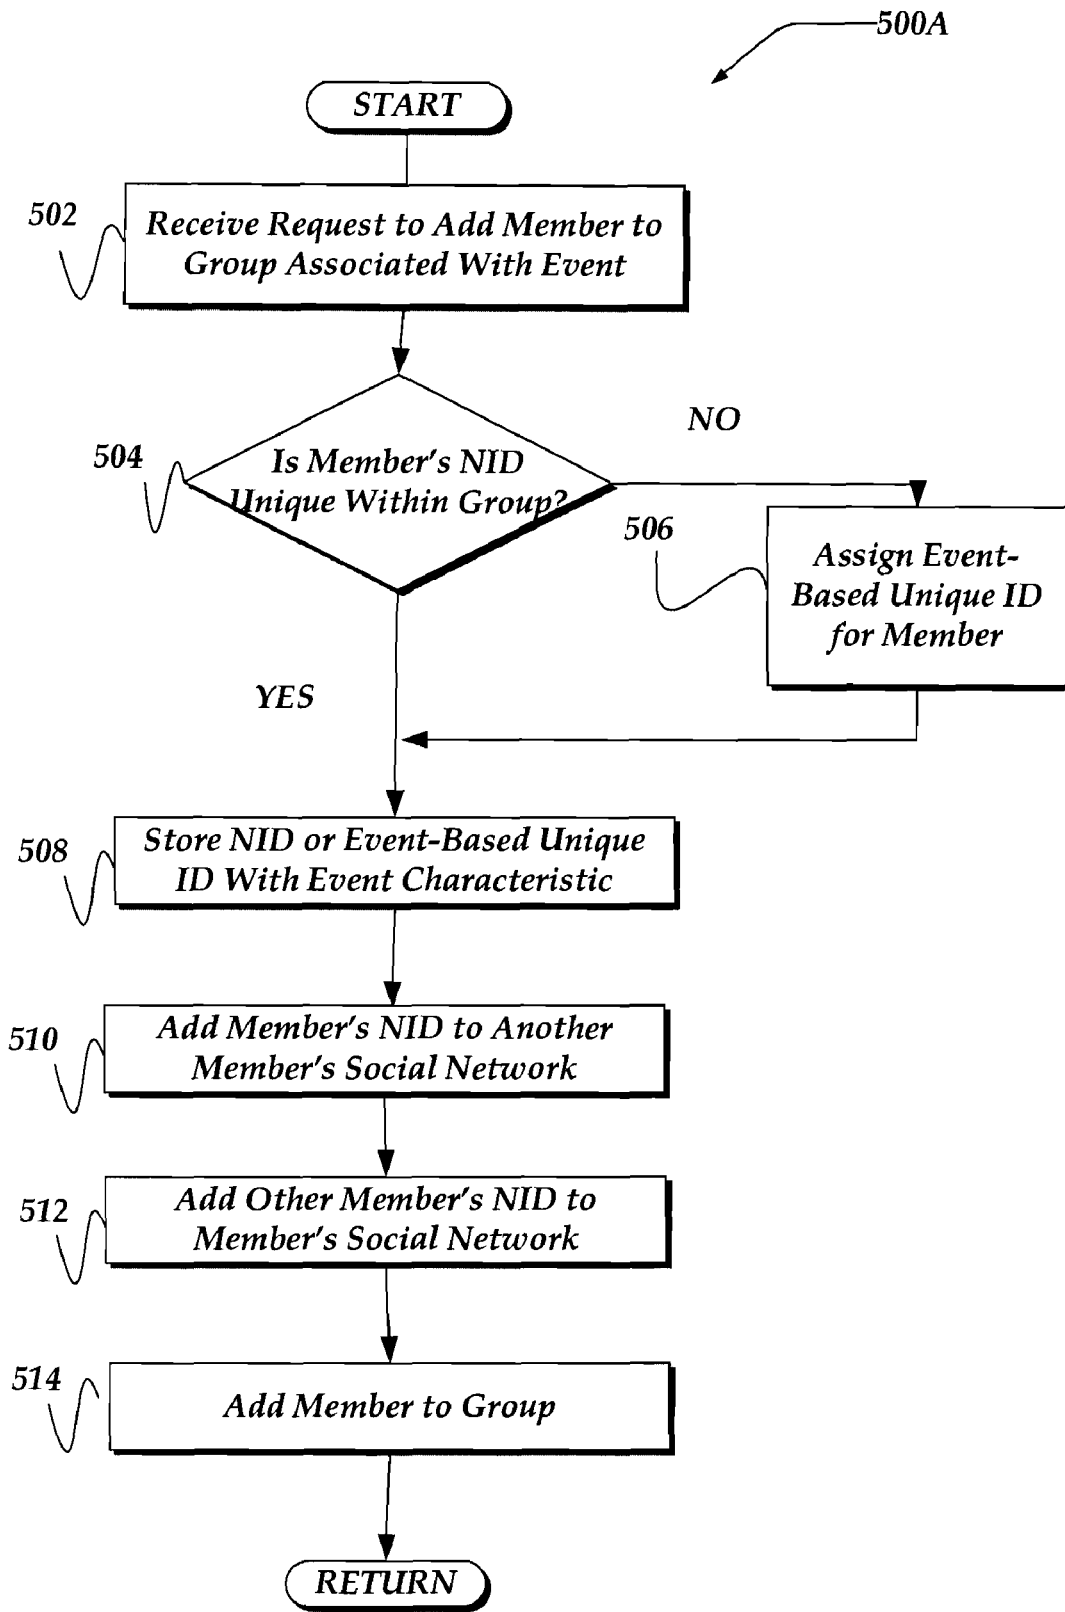 500A
START
502
Receive Request to Add Member to
Group Associated With Event
504
Is Member's NID
Unique Within Group?
NO
506
Assign Event-
Based Unique ID
for Member
YES
508
Store NID or Event-Based Unique
ID With Event Characteristic
510
Add Member's NID to Another
Member's Social Network
512
Add Other Member's NID to
Member's Social Network
514
Add Member to Group
RETURN